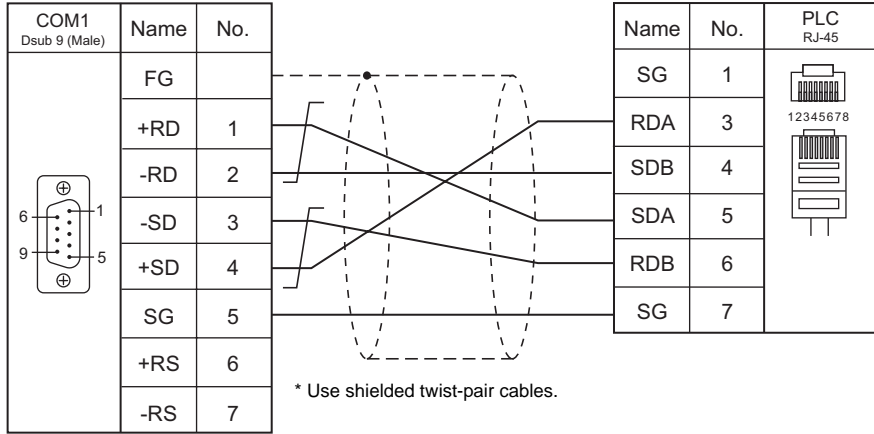 COM1
Dsub 9 (Male)
Name No.
FG
+RD 1
-RD 2
-SD 3
+SD 4
SG 5
+RS 6
-RS 7
6 1
9 5
Name No.
PLC
RJ-45
SG 1
RDA 3
SDB 4
SDA 5
RDB 6
SG 7
12345678
* Use shielded twist-pair cables.